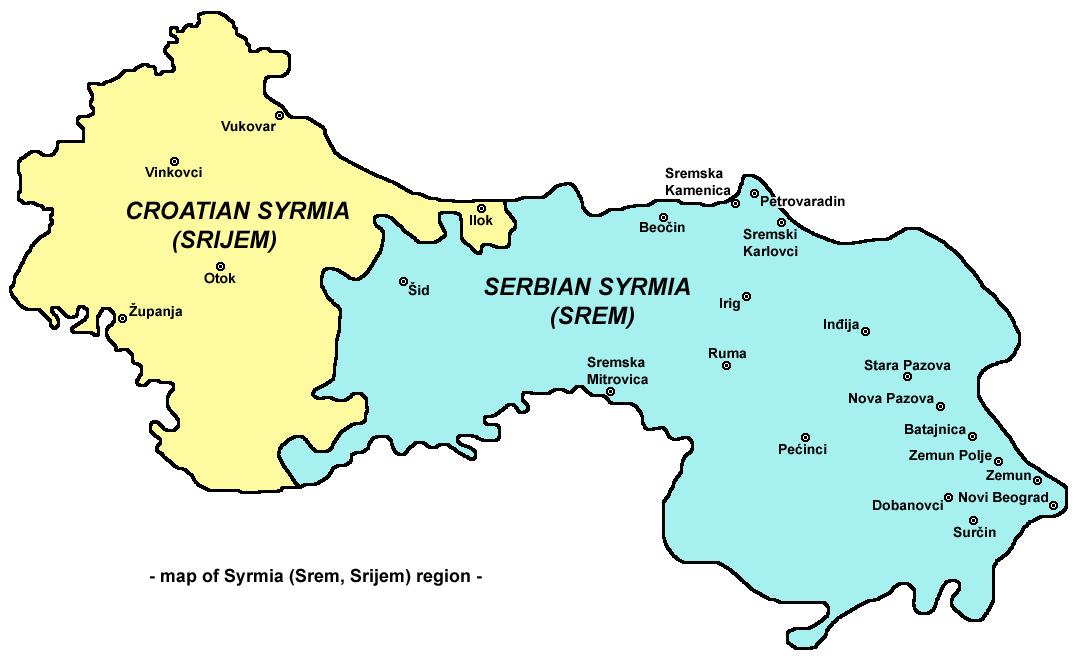 Vukovar
Vinkovci
CROATIAN SYRMIA
(SRIJEM)
Ilok
Otok
Županja
Sremska
Kamenica
Petrovaradin
Beočin
Sremski
Karlovci
Šid
SERBIAN SYRMIA
(SREM)
Irig
Inđija
Ruma
Sremska
Mitrovica
Stara Pazova
Nova Pazova
Batajnica
Pećinci
Zemun Polje
Zemun
Novi Beograd
Dobanovci
Surčin
- map of Syrmia (Srem, Srijem) region -